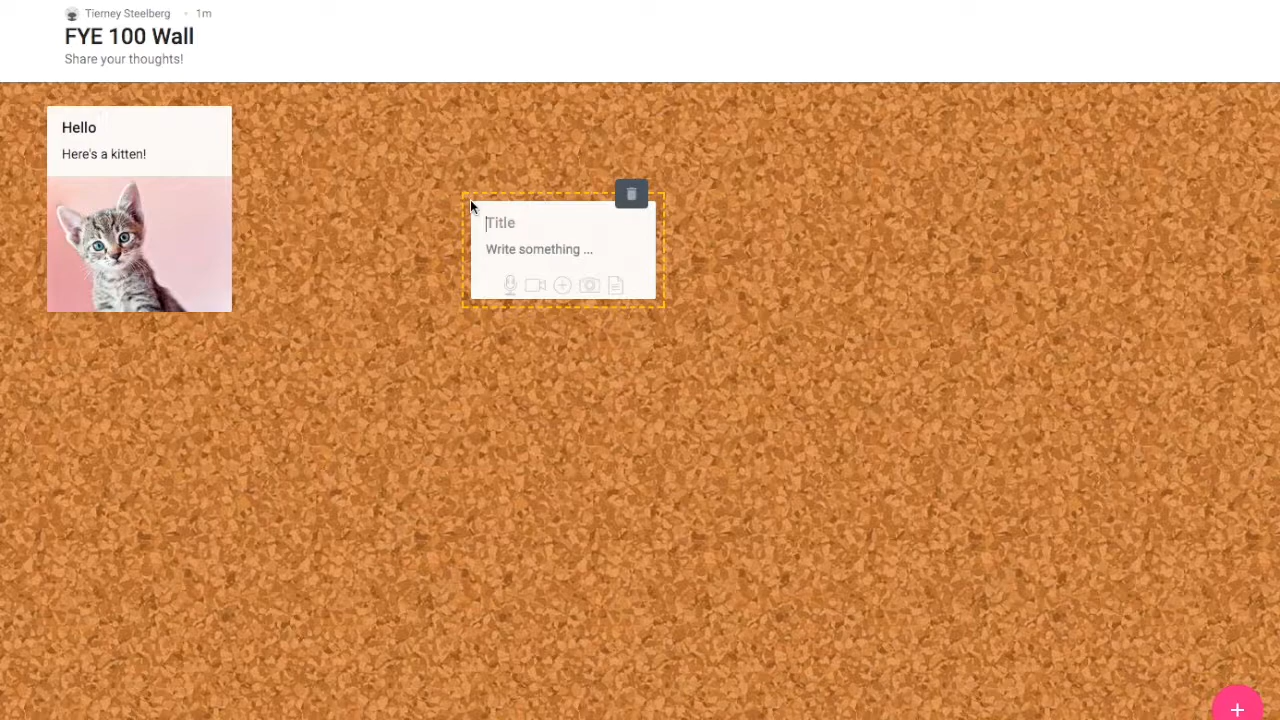 Tierney Steelberg • 1m
FYE 100 Wall
Share your thoughts!
Hello
Here's a kitten!
Title
Write something ...